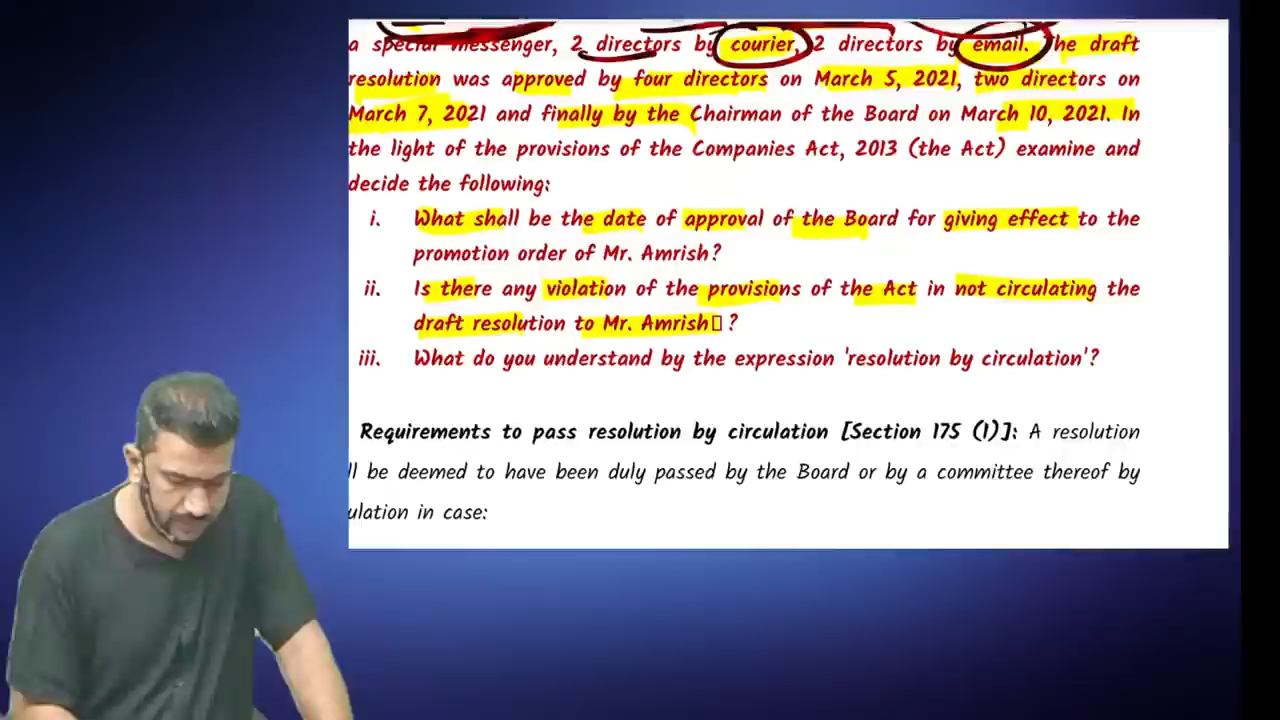 a special messenger, 2 directors by courier, 2 directors by email. The draft
resolution was approved by four directors on March 5, 2021, two directors on
March 7, 2021 and finally by the Chairman of the Board on March 10, 2021. In
the light of the provisions of the Companies Act, 2013 (the Act) examine and
decide the following:
i. What shall be the date of approval of the Board for giving effect to the
promotion order of Mr. Amrish?
ii. Is there any violation of the provisions of the Act in not circulating the
draft resolution to Mr. Amrish▯ ?
iii. What do you understand by the expression 'resolution by circulation'?
Requirements to pass resolution by circulation [Section 175 (1)]: A resolution
ll be deemed to have been duly passed by the Board or by a committee thereof by
ulation in case: